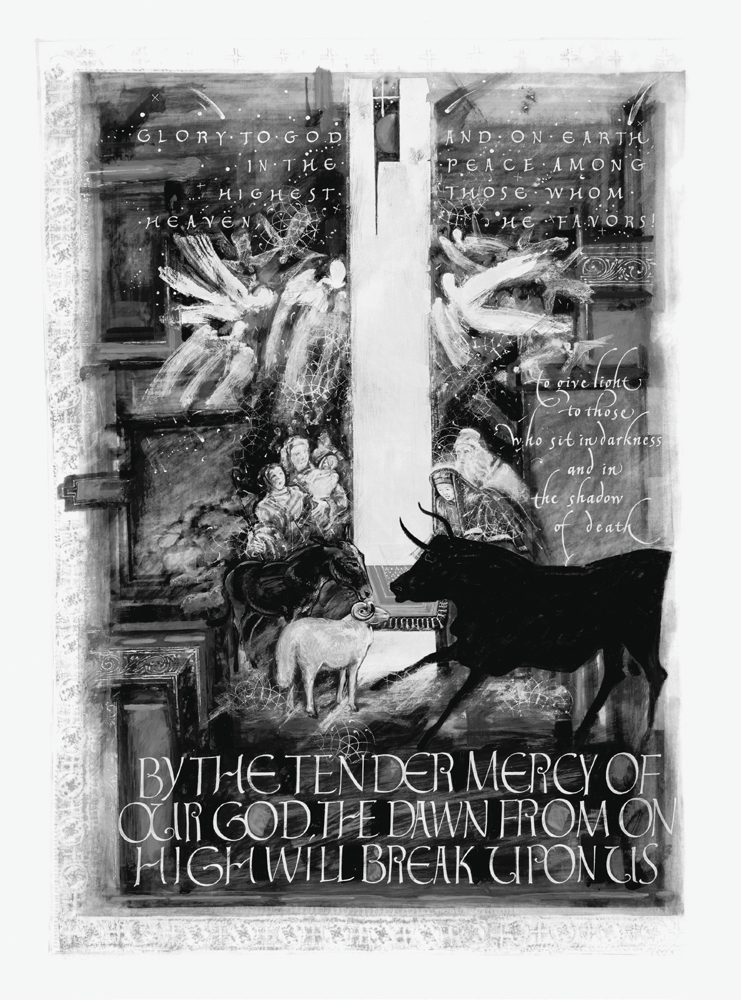 GLORY·TO·GOD
IN·THE·
HIGHEST·
·HEAVEN,
AND·ON·EARTH,
·PEACE·AMONG
THOSE·WHOM·
HE·FAVORS!
to give light
to those
who sit in darkness
and in
the shadow
of death
BY THE TENDER MERCY OF
OUR GOD, THE DAWN FROM ON
HIGH WILL BREAK UPON US